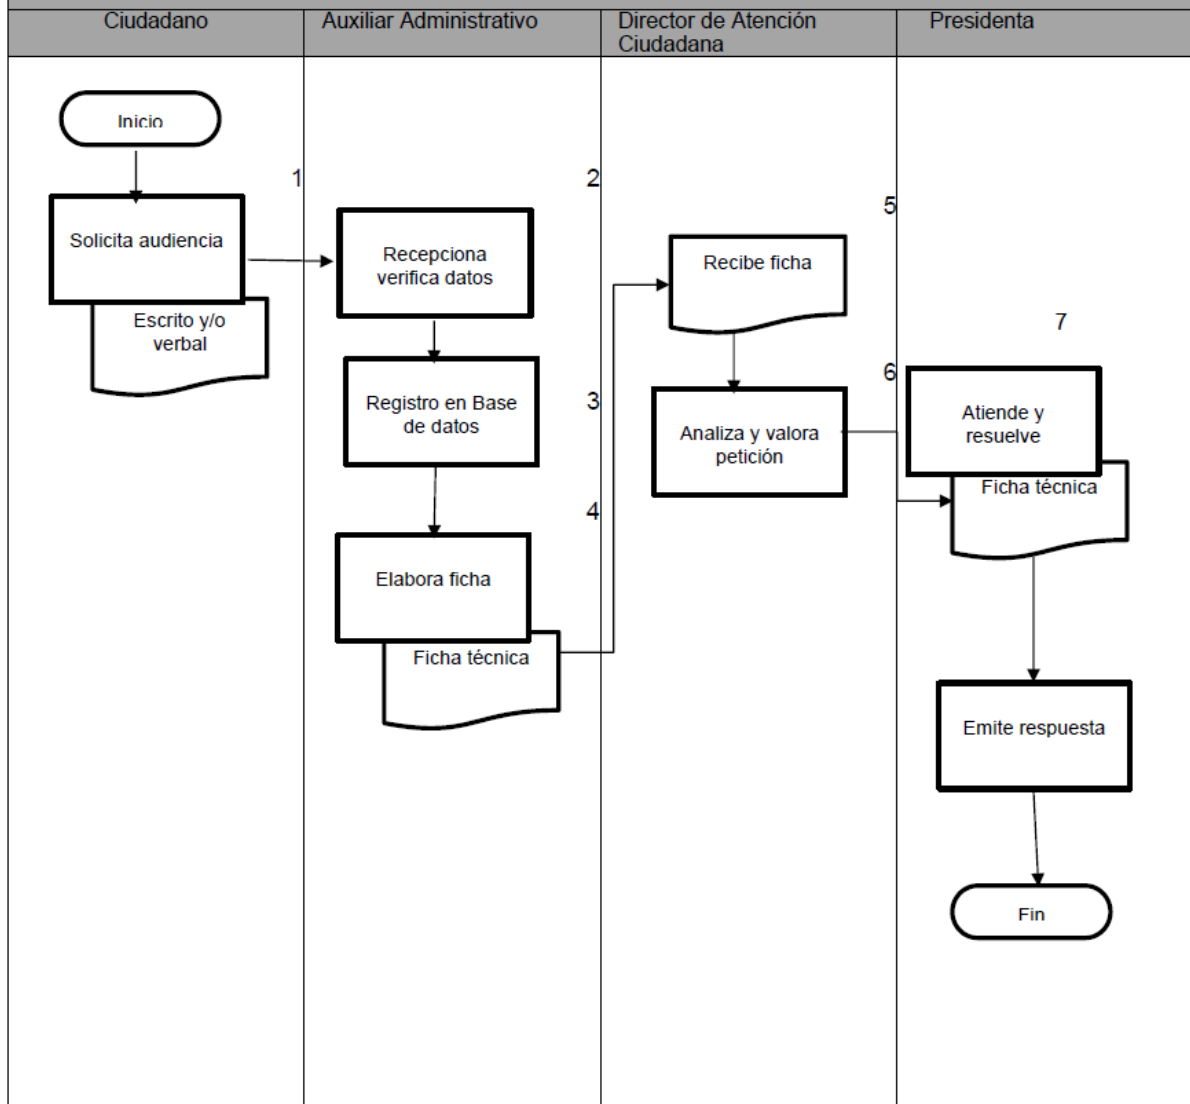 Ciudadano
Auxiliar Administrativo
Director de Atención
Ciudadana
Presidenta
Inicio
1
Solicita audiencia
Escrito y/o
verbal
2
Recepciona
verifica datos
3
Registro en Base
de datos
4
Elabora ficha
Ficha técnica
5
Recibe ficha
6
Analiza y valora
petición
7
Atiende y
resuelve
Ficha técnica
Emite respuesta
Fin